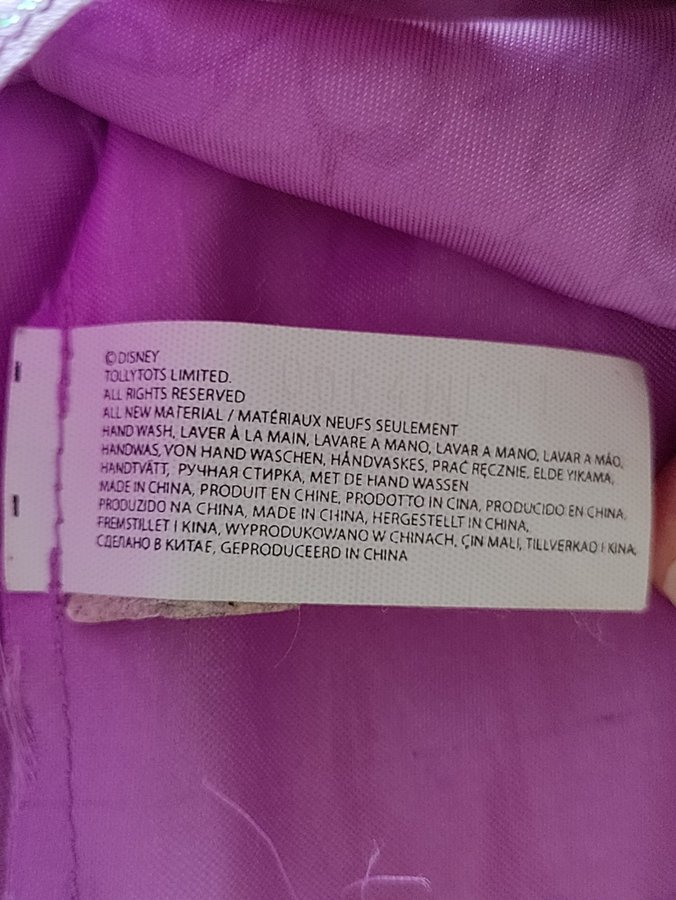 ©DISNEY
TOLLYTOTS LIMITED.
ALL RIGHTS RESERVED
ALL NEW MATERIAL / MATÉRIAUX NEUFS SEULEMENT
HAND WASH, LAVER À LA MAIN, LAVARE A MANO, LAVAR A MANO, LAVAR A MÁO,
HANDWAS, VON HAND WASCHEN, HÅNDVASKES, PRAĆ RĘCZNIE, ELDE YIKAMA,
HANDTVÄTT, РУЧНАЯ СТИРКА, MET DE HAND WASSEN
MADE IN CHINA, PRODUIT EN CHINE, PRODOTTO IN CINA, PRODUCIDO EN CHINA,
PRODUZIDO NA CHINA, MADE IN CHINA, HERGESTELLT IN CHINA,
FREMSTILLET I KINA, WYPRODUKOWANO W CHINACH, ÇIN MALI, TILLVERKAD I KINA,
СДЕЛАНО В КИТАЕ, GEPRODUCEERD IN CHINA